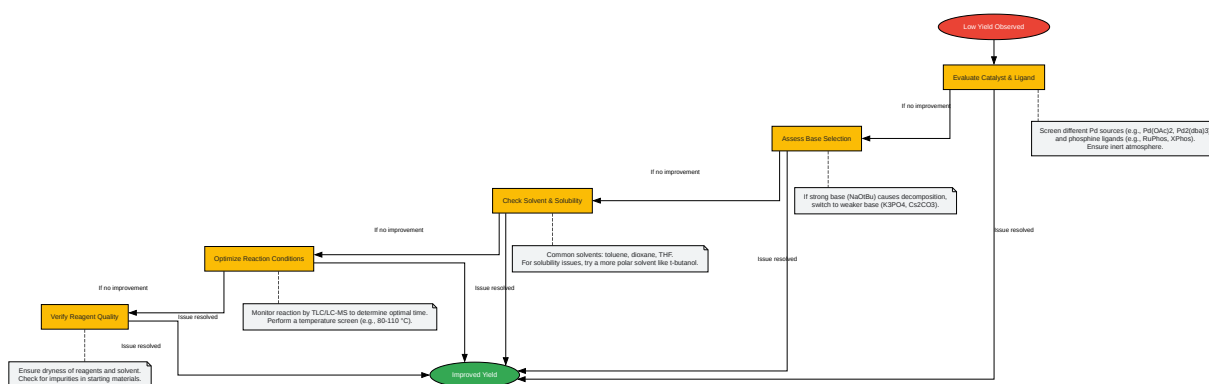 Low Yield Observed
Evaluate Catalyst & Ligand
If no improvement
Screen different Pd sources (e.g., Pd(OAc)2, Pd2(dba)3)
and phosphine ligands (e.g., RuPhos, XPhos).
Ensure inert atmosphere.
Assess Base Selection
If no improvement
If strong base (NaOtBu) causes decomposition,
switch to weaker base (K3PO4, Cs2CO3).
Check Solvent & Solubility
If no improvement
Issue resolved
Common solvents: toluene, dioxane, THF.
For solubility issues, try a more polar solvent like t-butanol.
Issue resolved
Optimize Reaction Conditions
If no improvement
Issue resolved
Monitor reaction by TLC/LC-MS to determine optimal time.
Perform a temperature screen (e.g., 80-110 °C).
Verify Reagent Quality
Issue resolved
Issue resolved
Ensure dryness of reagents and solvent.
Check for impurities in starting materials.
Improved Yield